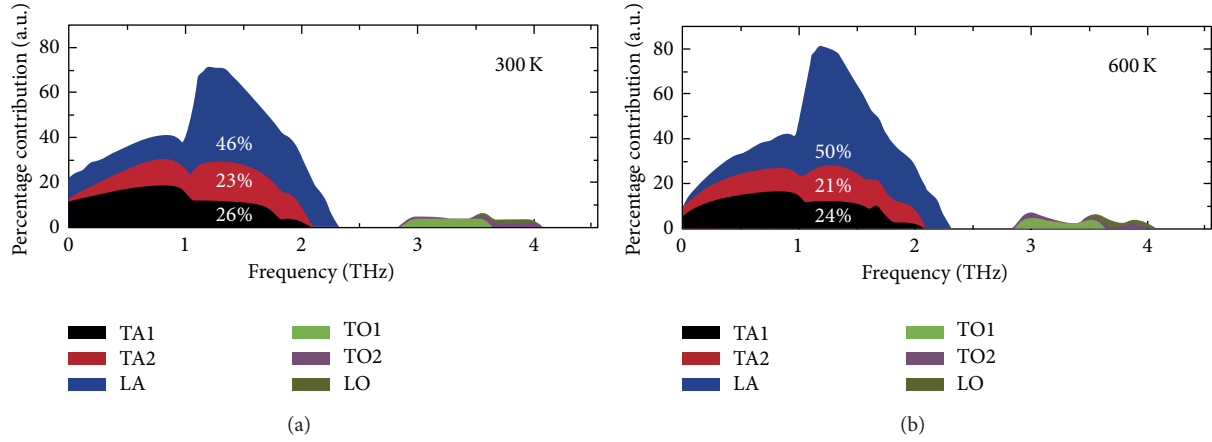 Percentage contribution (a.u.)
80
60
40
20
0
300 K
46%
23%
26%
0
1
2
3
4
Frequency (THz)
TA1
TA2
LA
TO1
TO2
LO
(a)
Percentage contribution (a.u.)
80
60
40
20
0
600 K
50%
21%
24%
0
1
2
3
4
Frequency (THz)
TA1
TA2
LA
TO1
TO2
LO
(b)